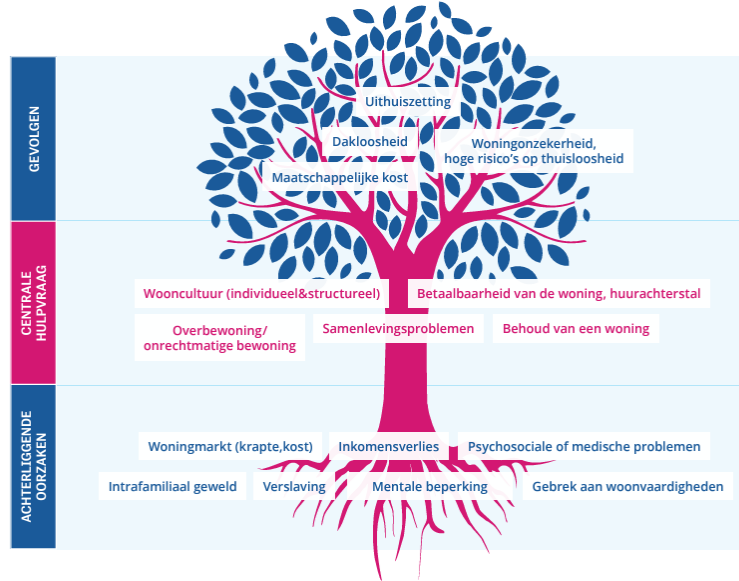 GEVOLGEN
Uithuiszetting
Dakloosheid
Woningonzekerheid,
hoge risico's op thuisloosheid
Maatschappelijke kost
CENTRALE
HULPVRAAG
Wooncultuur (individueel&structureel)
Betaalbaarheid van de woning, huurachterstal
Overbewoning/
onrechtmatige bewoning
Samenlevingsproblemen
Behoud van een woning
ACHTERLIGGENDE
OORZAKEN
Woningmarkt (krapte,kost)
Inkomensverlies
Psychosociale of medische problemen
Intrafamiliaal geweld
Verslaving
Mentale beperking
Gebrek aan woonvaardigheden